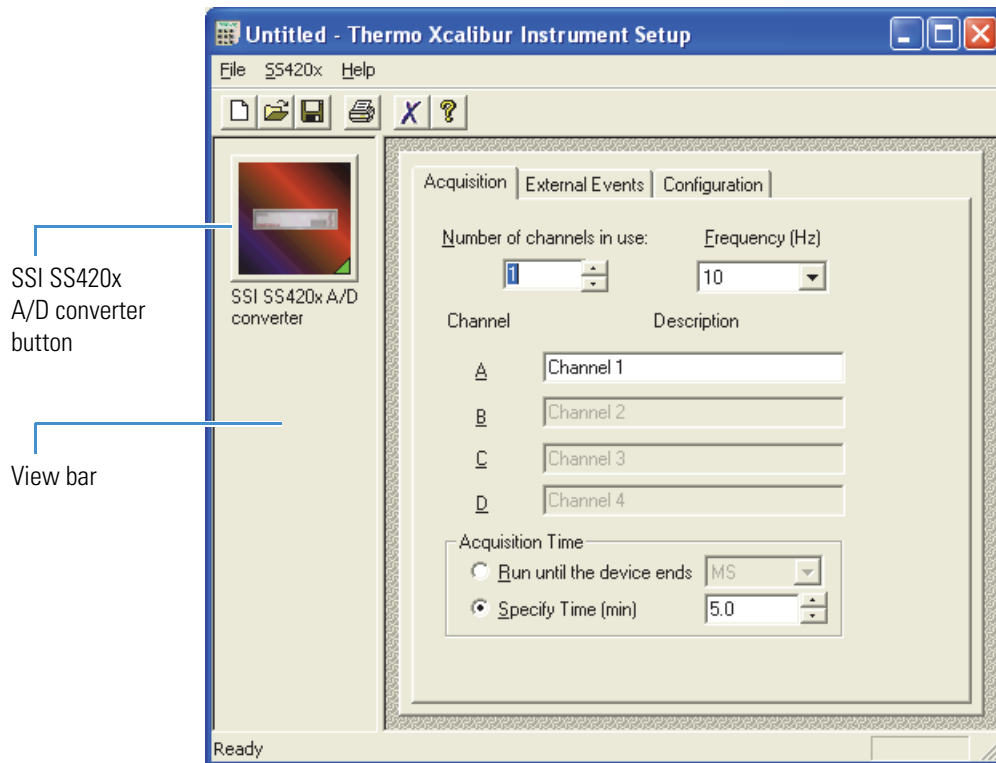 Untitled - Thermo Xcalibur Instrument Setup
File SS420x Help
SSI SS420x A/D
converter
SSI SS420x
A/D converter
button
View bar
Acquisition External Events Configuration
Number of channels in use: Frequency (Hz)
1 10
Channel Description
A Channel 1
B Channel 2
C Channel 3
D Channel 4
Acquisition Time
Run until the device ends MS
Specify Time (min) 5.0
Ready